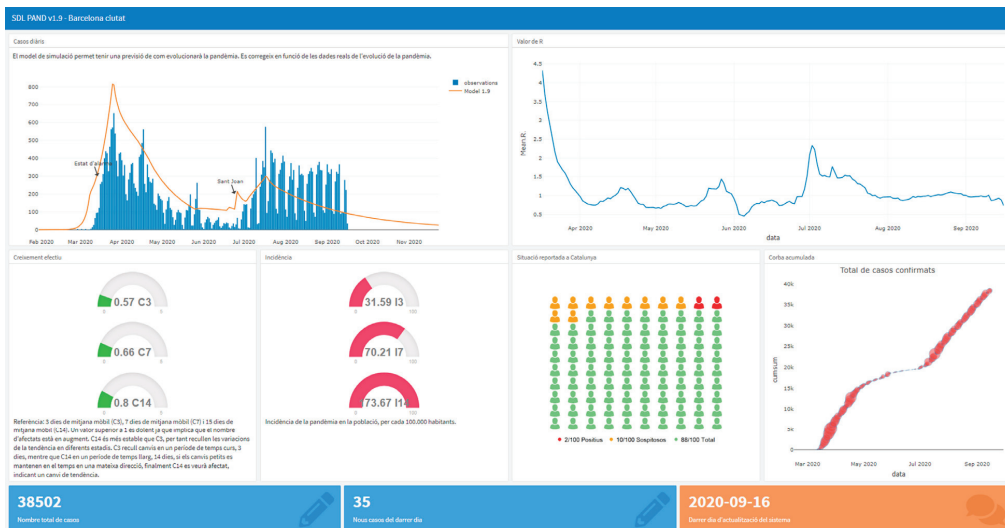 SDL PAND v1.9 - Barcelona ciutat
Casos diàris
El model de simulació permet tenir una previsió de com evolucionarà la pandèmia. Es corregeix en funció de les dades reals de l'evolució de la pandèmia.
800
700
600
500
400
300
200
100
0
Estat d'alarma
Sant Joan
Feb 2020 Mar 2020 Apr 2020 May 2020 Jun 2020 Jul 2020 Aug 2020 Sep 2020 Oct 2020 Nov 2020
observations
Model 1.9
Valor de R
4.5
4
3.5
3
2.5
2
1.5
1
0.5
Mean.R.
Apr 2020 May 2020 Jun 2020 Jul 2020 Aug 2020 Sep 2020
data
Creixement efectiu
0.57 C3
0 6
0.66 C7
0 6
0.8 C14
0 6
Referència: 3 dies de mitjana mòbil (C3), 7 dies de mitjana mòbil (C7) i 15 dies de
mitjana mòbil (C14). Un valor superior a 1 es dolent ja que implica que el nombre
d'afectats està en augment. C14 és més estable que C3, per tant recullen les variacions
de la tendència en diferents estadis. C3 recull canvis en un període de temps curs, 3
dies, mentre que C14 en un període de temps llarg, 14 dies, si els canvis petits es
mantenen en el temps en una mateixa direcció, finalment C14 es veurà afectat,
indicant un canvi de tendència.
Incidència
31.59 I3
0 100
70.21 I7
0 100
73.67 I14
0 100
Incidència de la pandèmia en la població, per cada 100.000 habitants.
Situació reportada a Catalunya
2/100 Positius 10/100 Sospitosos 88/100 Total
Corba acumulada
Total de casos confirmats
40k
35k
30k
25k
20k
15k
10k
5k
0
cumsum
Mar 2020 May 2020 Jul 2020 Sep 2020
data
38502
Nombre total de casos
35
Nous casos del darrer dia
2020-09-16
Darrer dia d'actualització del sistema